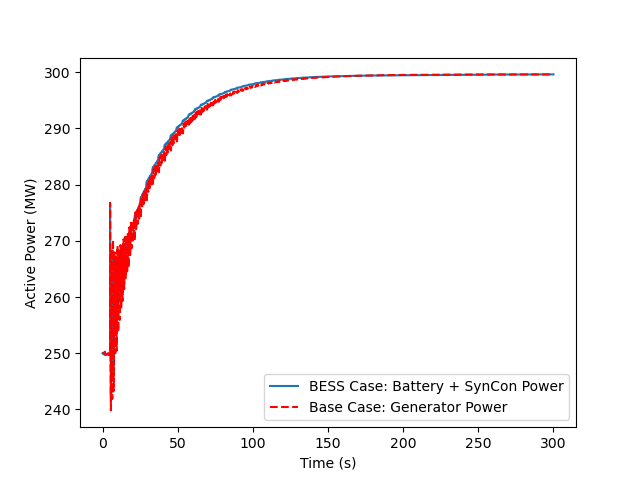 300
290
280
270
260
250
240
Active Power (MW)
BESS Case: Battery + SynCon Power
Base Case: Generator Power
0 50 100 150 200 250 300
Time (s)